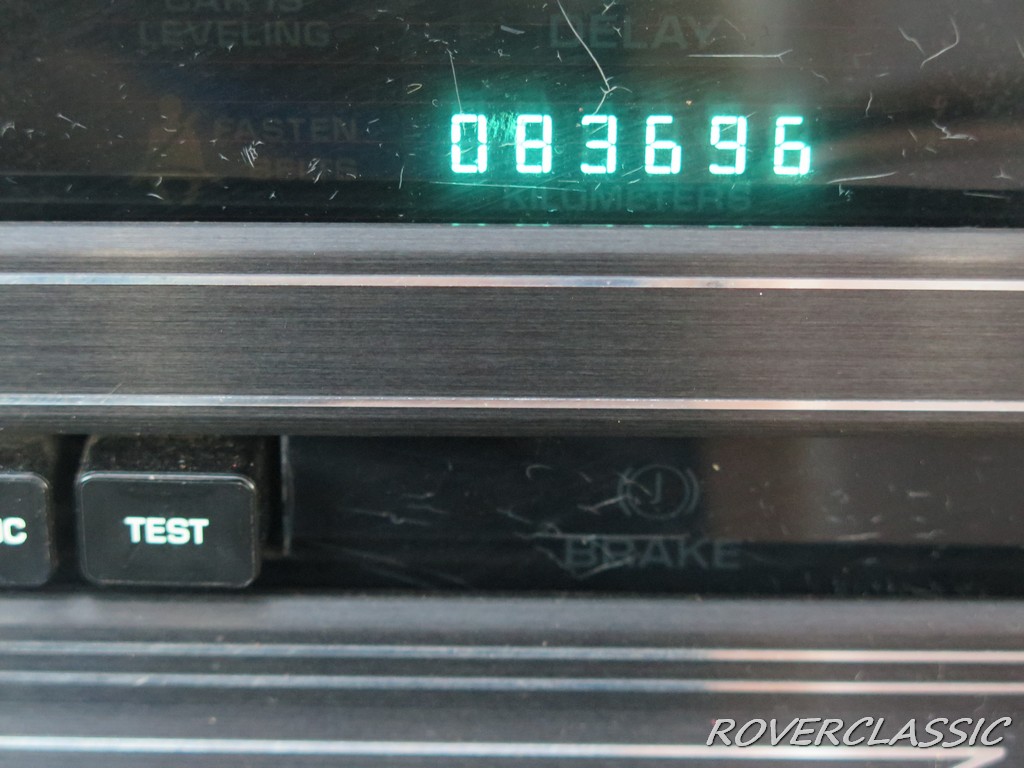 CAR IS
LEVELING
DELAY
FASTEN
BELTS
083696
KILOMETERS
TEST
BRAKE
ROVERCLASSIC